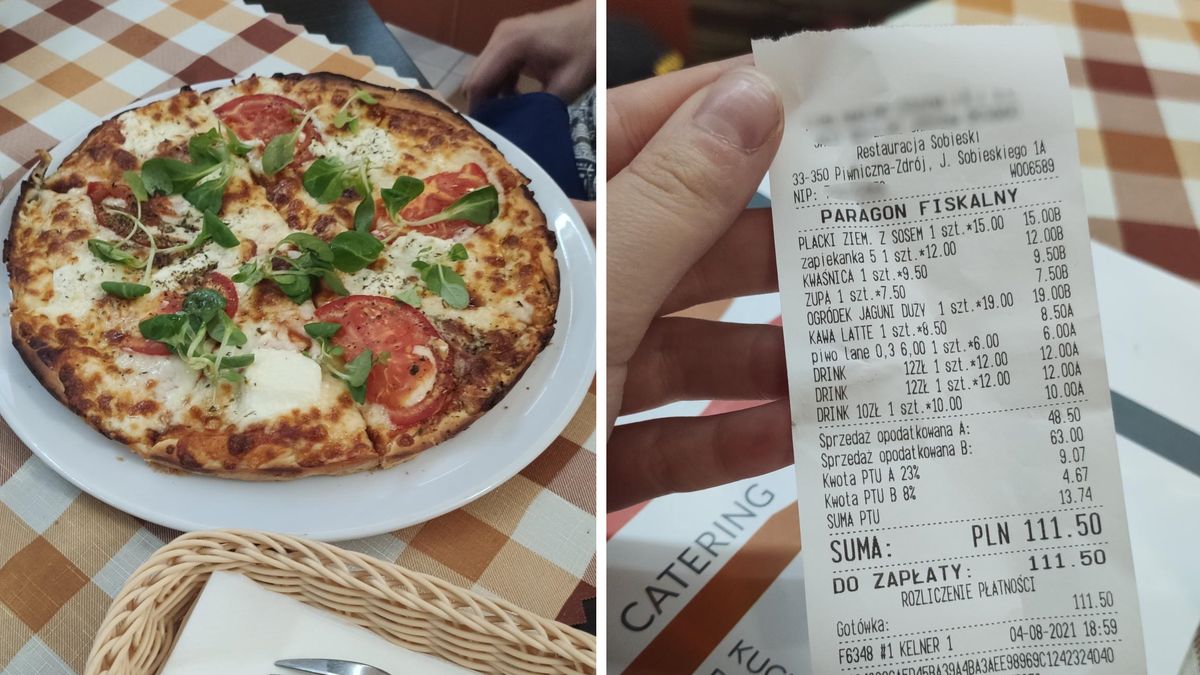 Restauracja Sobieski
33-350 Piwniczna-Zdrój, J. Sobieskiego 1A
NIP: W006589
PARAGON FISKALNY
PLACKI ZIEM. Z SOSEM 1 szt.*15.00 15.00B
zapiekanka 5 1 szt.*12.00 12.00B
KWAŚNICA 1 szt.*9.50 9.50B
ZUPA 1 szt.*7.50 7.50B
OGRÓDEK JAGUNI DUŻY 1 szt.*19.00 19.00B
KAWA LATTE 1 szt.*8.50 8.50A
piwo lane 0,3 6,00 1 szt.*6.00 6.00A
DRINK 12ZŁ 1 szt.*12.00 12.00A
DRINK 12ZŁ 1 szt.*12.00 12.00A
DRINK 10ZŁ 1 szt.*10.00 10.00A
Sprzedaż opodatkowana A: 48.50
Sprzedaż opodatkowana B: 63.00
Kwota PTU A 23% 9.07
Kwota PTU B 8% 4.67
SUMA PTU 13.74
SUMA: PLN 111.50
DO ZAPŁATY: 111.50
ROZLICZENIE PŁATNOŚCI
Gotówka: 111.50
F6348 #1 KELNER 1 04-08-2021 18:59
CATERING